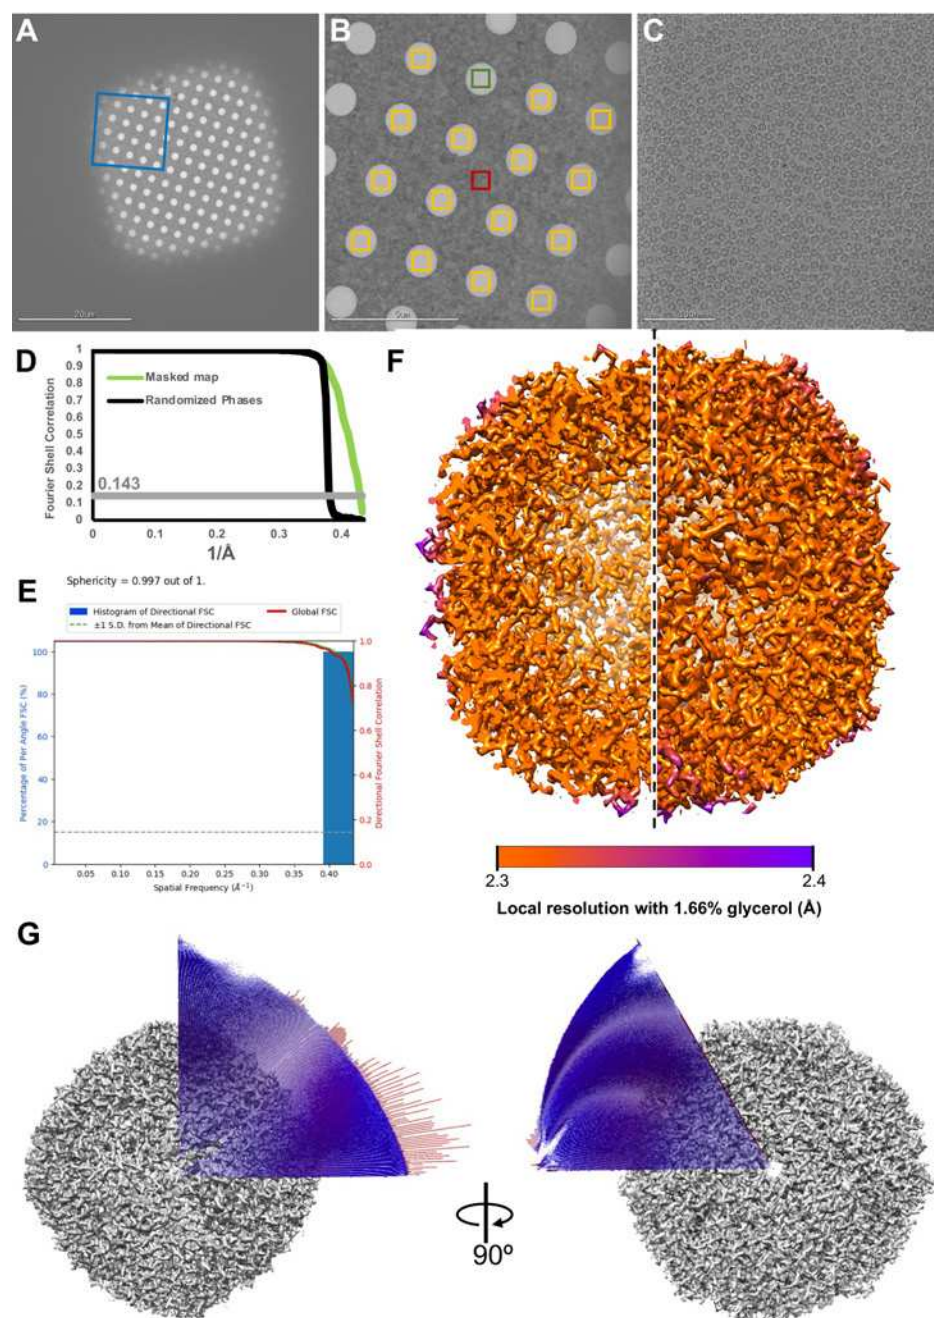 A
B
C
20μm
5μm
100nm
D
Fourier Shell Correlation
1
0.9
0.8
0.7
0.6
0.5
0.4
0.3
0.2
0.1
0
Masked map
Randomized Phases
0.143
0
0.1
0.2
0.3
0.4
1/Å
E
Sphericity = 0.997 out of 1.
Histogram of Directional FSC
Global FSC
±1 S.D. from Mean of Directional FSC
Percentage of Per Angle FSC (%)
100
80
60
40
20
0
1.0
0.8
0.6
0.4
0.2
0.0
Directional Fourier Shell Correlation
0.05
0.10
0.15
0.20
0.25
0.30
0.35
0.40
Spatial Frequency (Å⁻¹)
F
2.3
2.4
Local resolution with 1.66% glycerol (Å)
G
90º